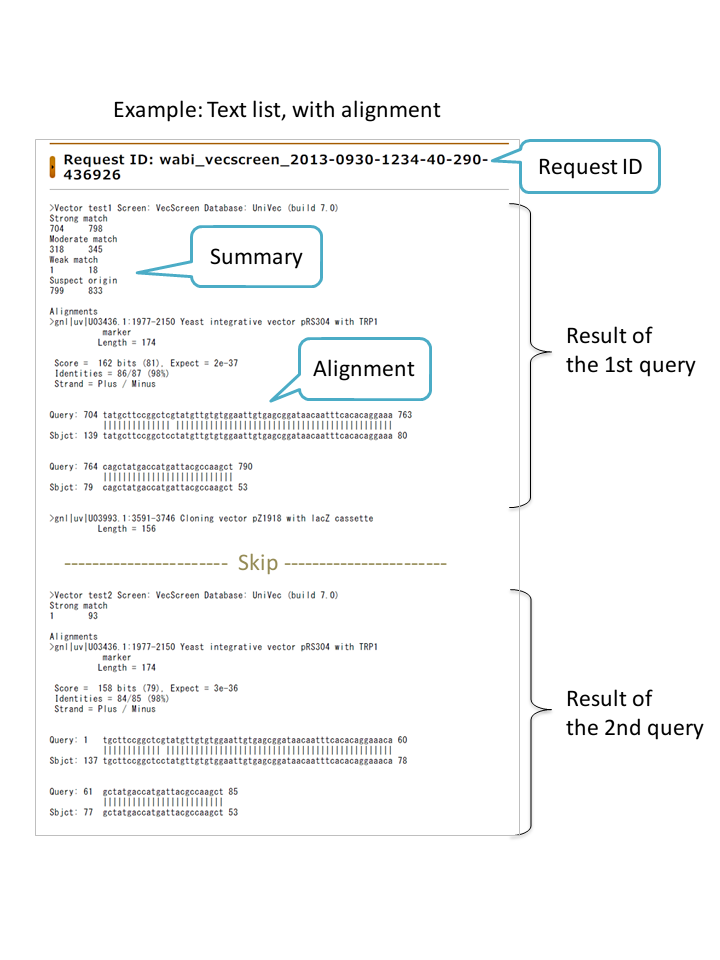 Example: Text list, with alignment
Request ID: wabi_vecscreen_2013-0930-1234-40-290-
436926
Request ID
>Vector test1 Screen: VecScreen Database: UniVec (build 7.0)
Strong match
704 798
Moderate match
318 345
Weak match
1 18
Suspect origin
799 833
Summary
Alignments
>gnl|uv|U03436.1:1977-2150 Yeast integrative vector pRS304 with TRP1
marker
Length = 174
Score = 162 bits (81), Expect = 2e-37
Identities = 86/87 (98%)
Strand = Plus / Minus
Alignment
Result of
the 1st query
Query: 704 tatgcttccggctcgtatgttgtgtggaattgtgagcggataacaatttcacacaggaaa 763
|||||||||||||| |||||||||||||||||||||||||||||||||||||||||||||
Sbjct: 139 tatgcttccggctcctatgttgtgtggaattgtgagcggataacaatttcacacaggaaa 80
Query: 764 cagctatgaccatgattacgccaagct 790
|||||||||||||||||||||||||||
Sbjct: 79 cagctatgaccatgattacgccaagct 53
>gnl|uv|U03993.1:3591-3746 Cloning vector pZ1918 with lacZ cassette
Length = 156
----------------------- Skip -----------------------
>Vector test2 Screen: VecScreen Database: UniVec (build 7.0)
Strong match
1 93
Alignments
>gnl|uv|U03436.1:1977-2150 Yeast integrative vector pRS304 with TRP1
marker
Length = 174
Score = 158 bits (79), Expect = 3e-36
Identities = 84/85 (98%)
Strand = Plus / Minus
Result of
the 2nd query
Query: 1 tgcttccggctcgtatgttgtgtggaattgtgagcggataacaatttcacacaggaaaca 60
|||||||||||| |||||||||||||||||||||||||||||||||||||||||||||||
Sbjct: 137 tgcttccggctcctatgttgtgtggaattgtgagcggataacaatttcacacaggaaaca 78
Query: 61 gctatgaccatgattacgccaagct 85
|||||||||||||||||||||||||
Sbjct: 77 gctatgaccatgattacgccaagct 53